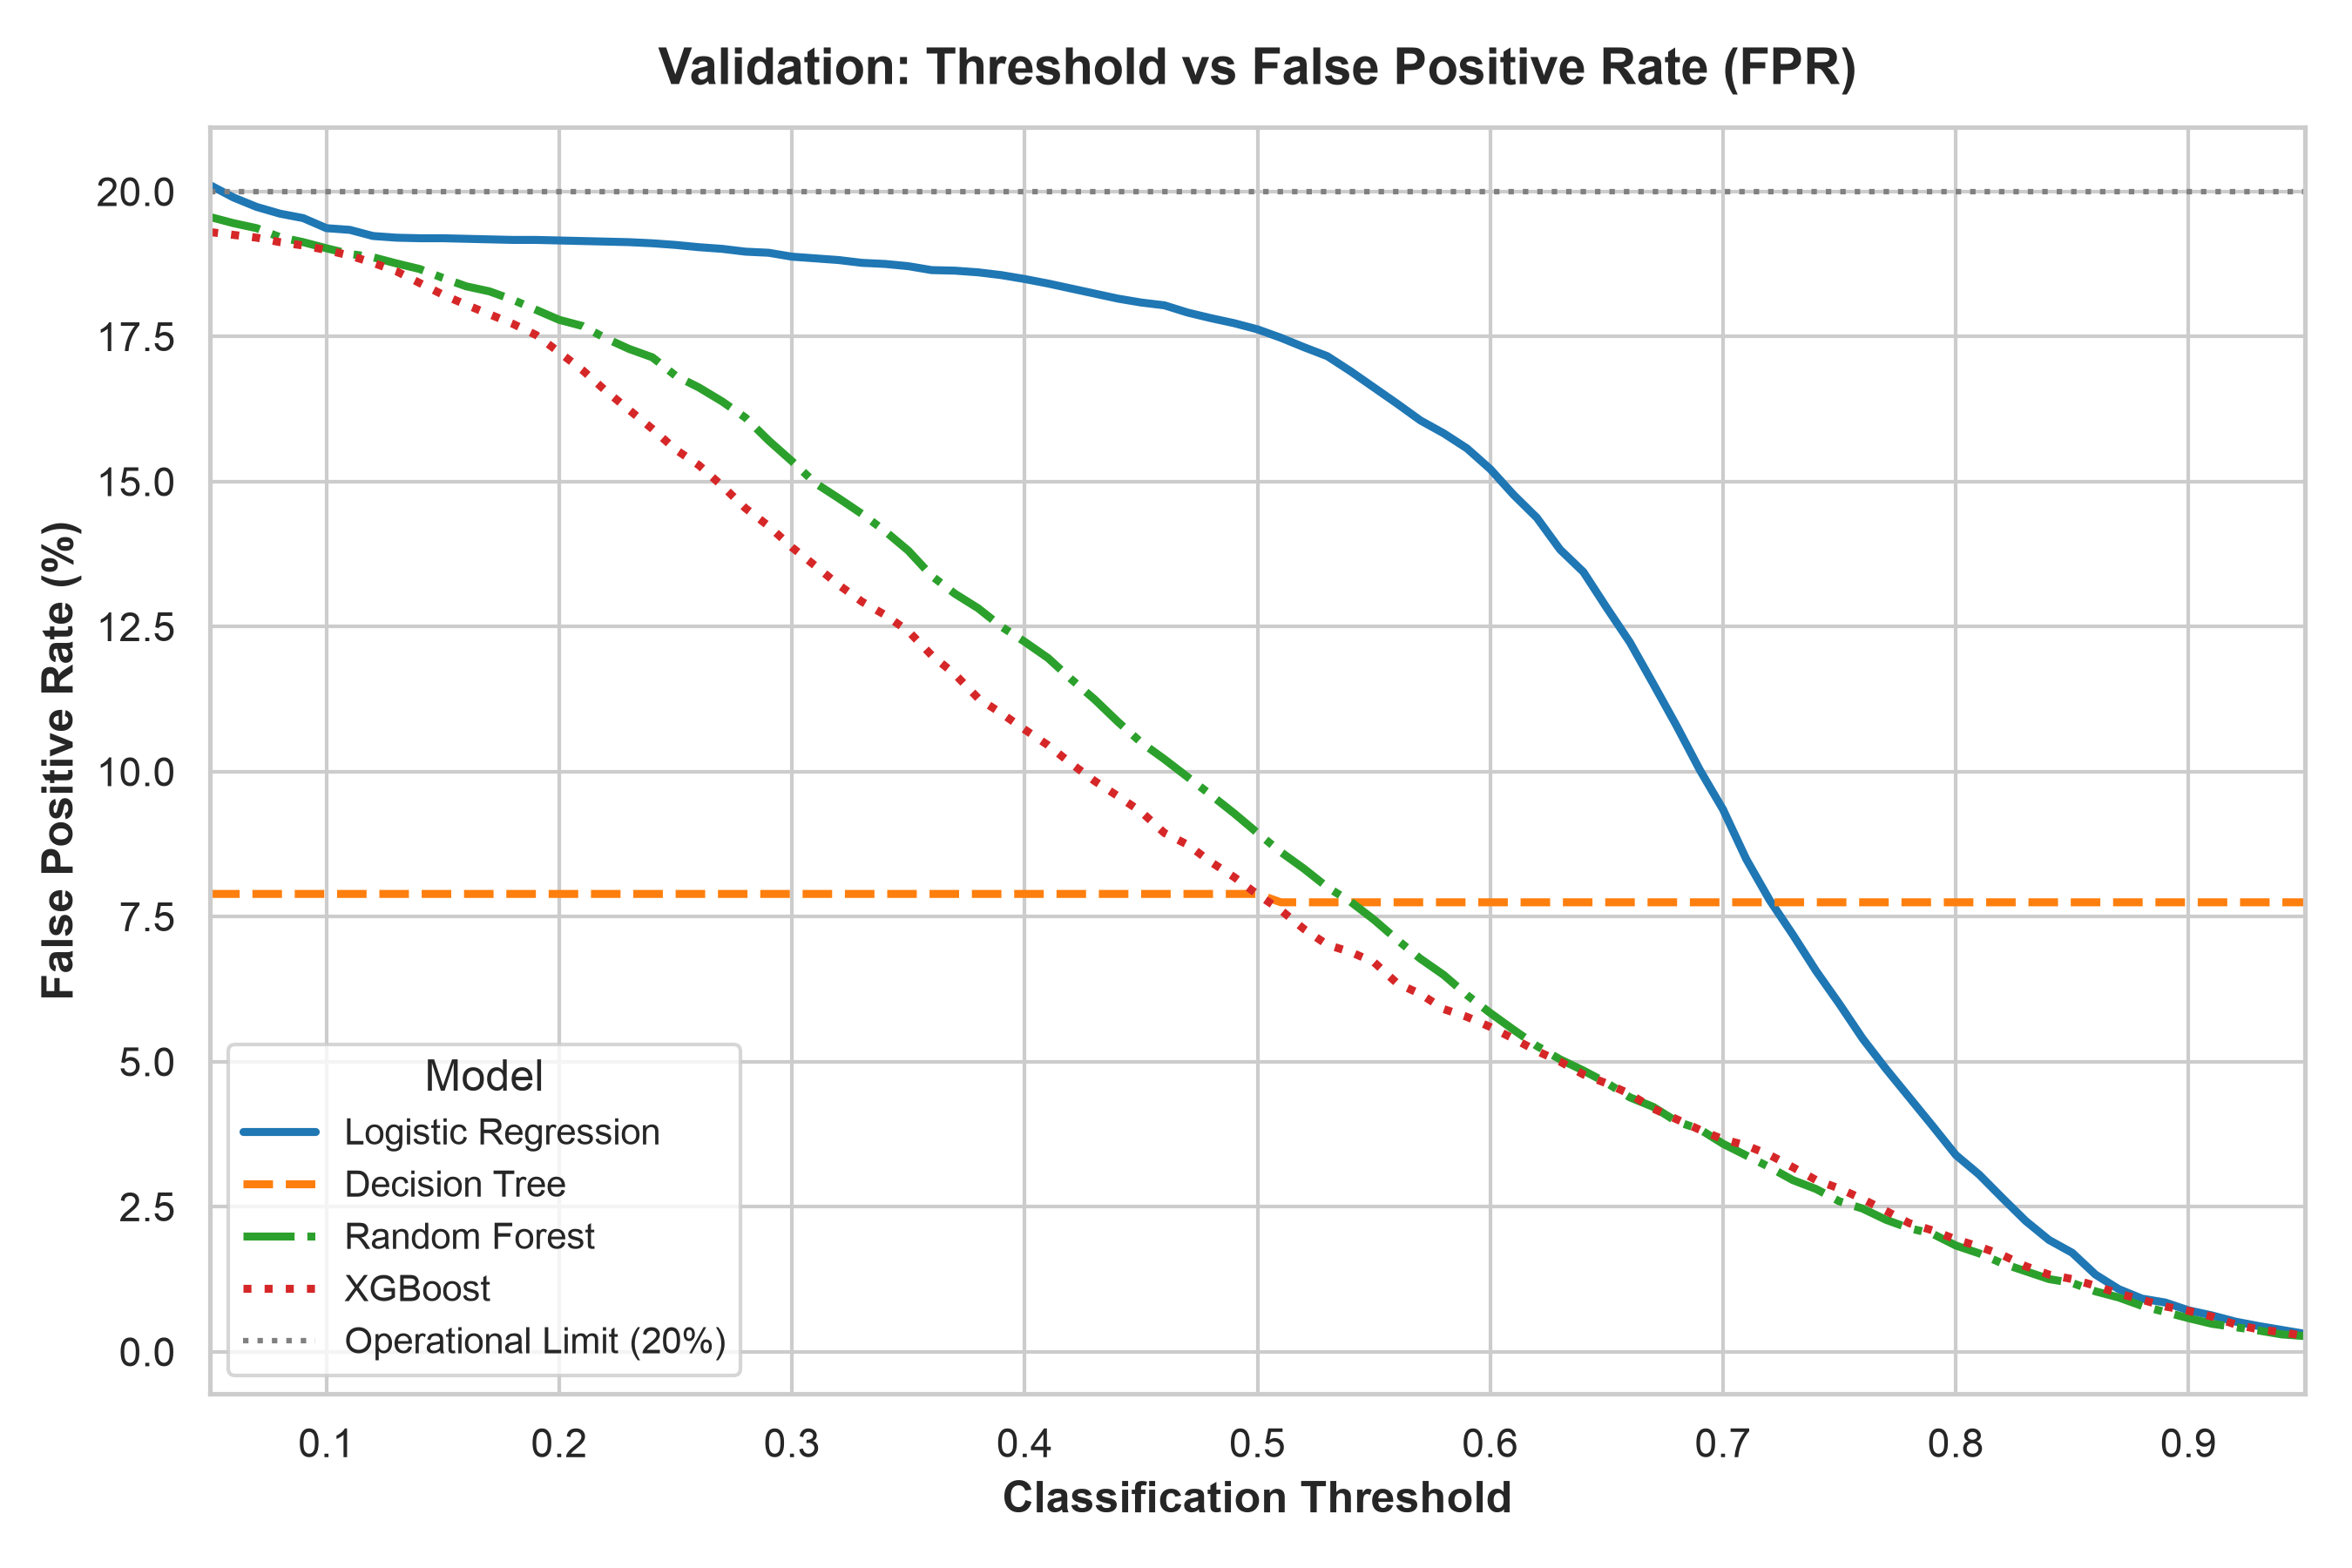 Validation: Threshold vs False Positive Rate (FPR)
False Positive Rate (%)
20.0
17.5
15.0
12.5
10.0
7.5
5.0
2.5
0.0
Model
Logistic Regression
Decision Tree
Random Forest
XGBoost
Operational Limit (20%)
0.1 0.2 0.3 0.4 0.5 0.6 0.7 0.8 0.9
Classification Threshold